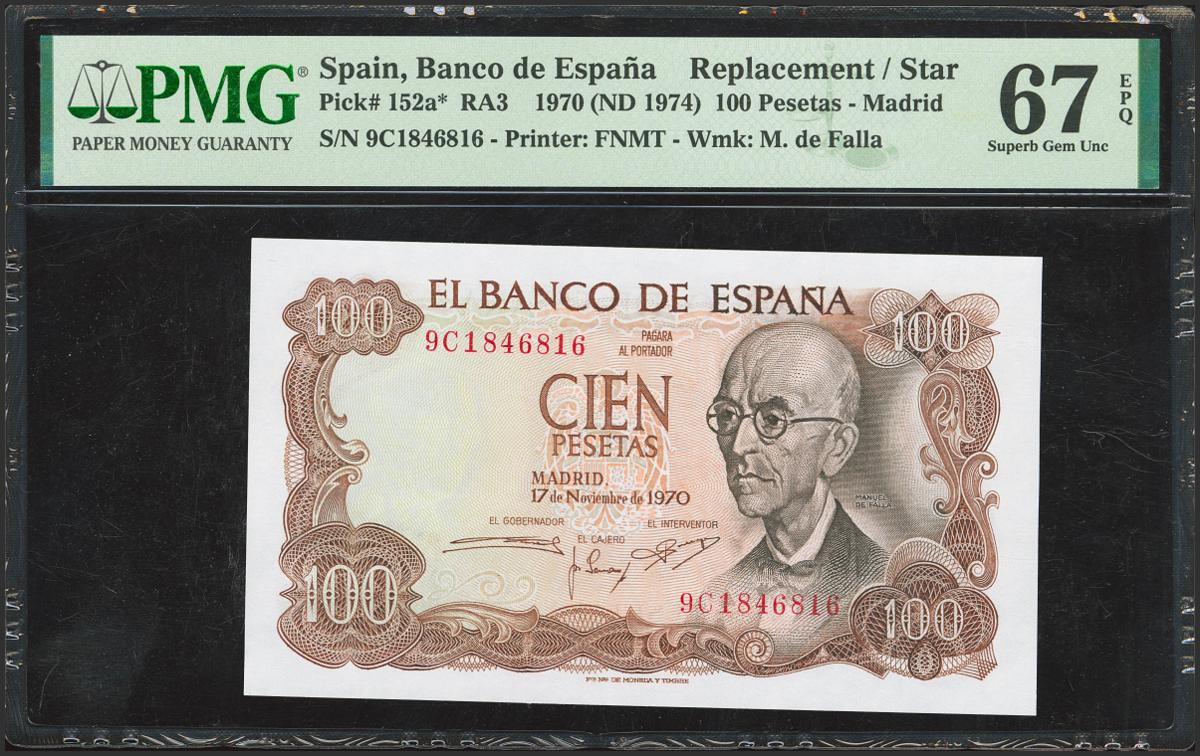 PMG®
PAPER MONEY GUARANTY
Spain, Banco de España Replacement / Star
Pick# 152a* RA3 1970 (ND 1974) 100 Pesetas - Madrid
S/N 9C1846816 - Printer: FNMT - Wmk: M. de Falla
67
EPQ
Superb Gem Unc
100
EL BANCO DE ESPAÑA
100
9C1846816
PAGARA
AL PORTADOR
CIEN
PESETAS
MADRID,
17 de Noviembre de 1970
MANUEL
DE FALLA
EL GOBERNADOR
EL INTERVENTOR
EL CAJERO
100
9C1846816
100
DE MONEDA Y TIMBRE